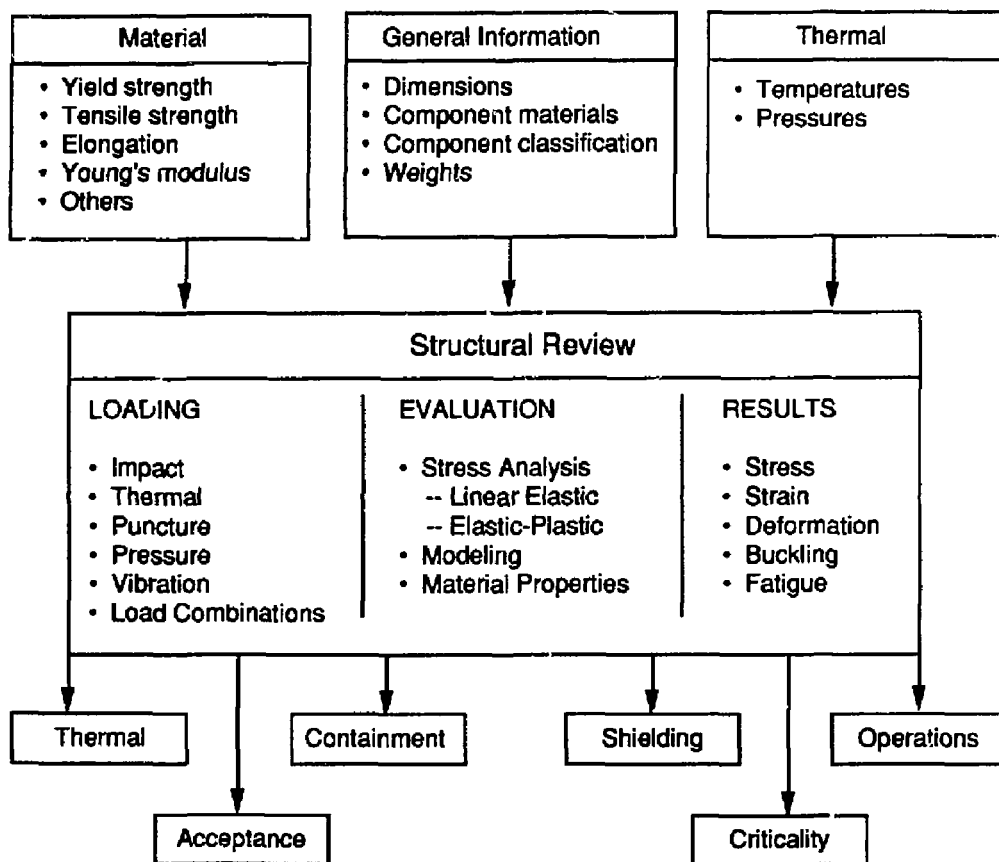 Material
• Yield strength
• Tensile strength
• Elongation
• Young's modulus
• Others
General Information
• Dimensions
• Component materials
• Component classification
• Weights
Thermal
• Temperatures
• Pressures
Structural Review
LOADING
• Impact
• Thermal
• Puncture
• Pressure
• Vibration
• Load Combinations
EVALUATION
• Stress Analysis
-- Linear Elastic
-- Elastic-Plastic
• Modeling
• Material Properties
RESULTS
• Stress
• Strain
• Deformation
• Buckling
• Fatigue
Thermal
Containment
Shielding
Operations
Acceptance
Criticality